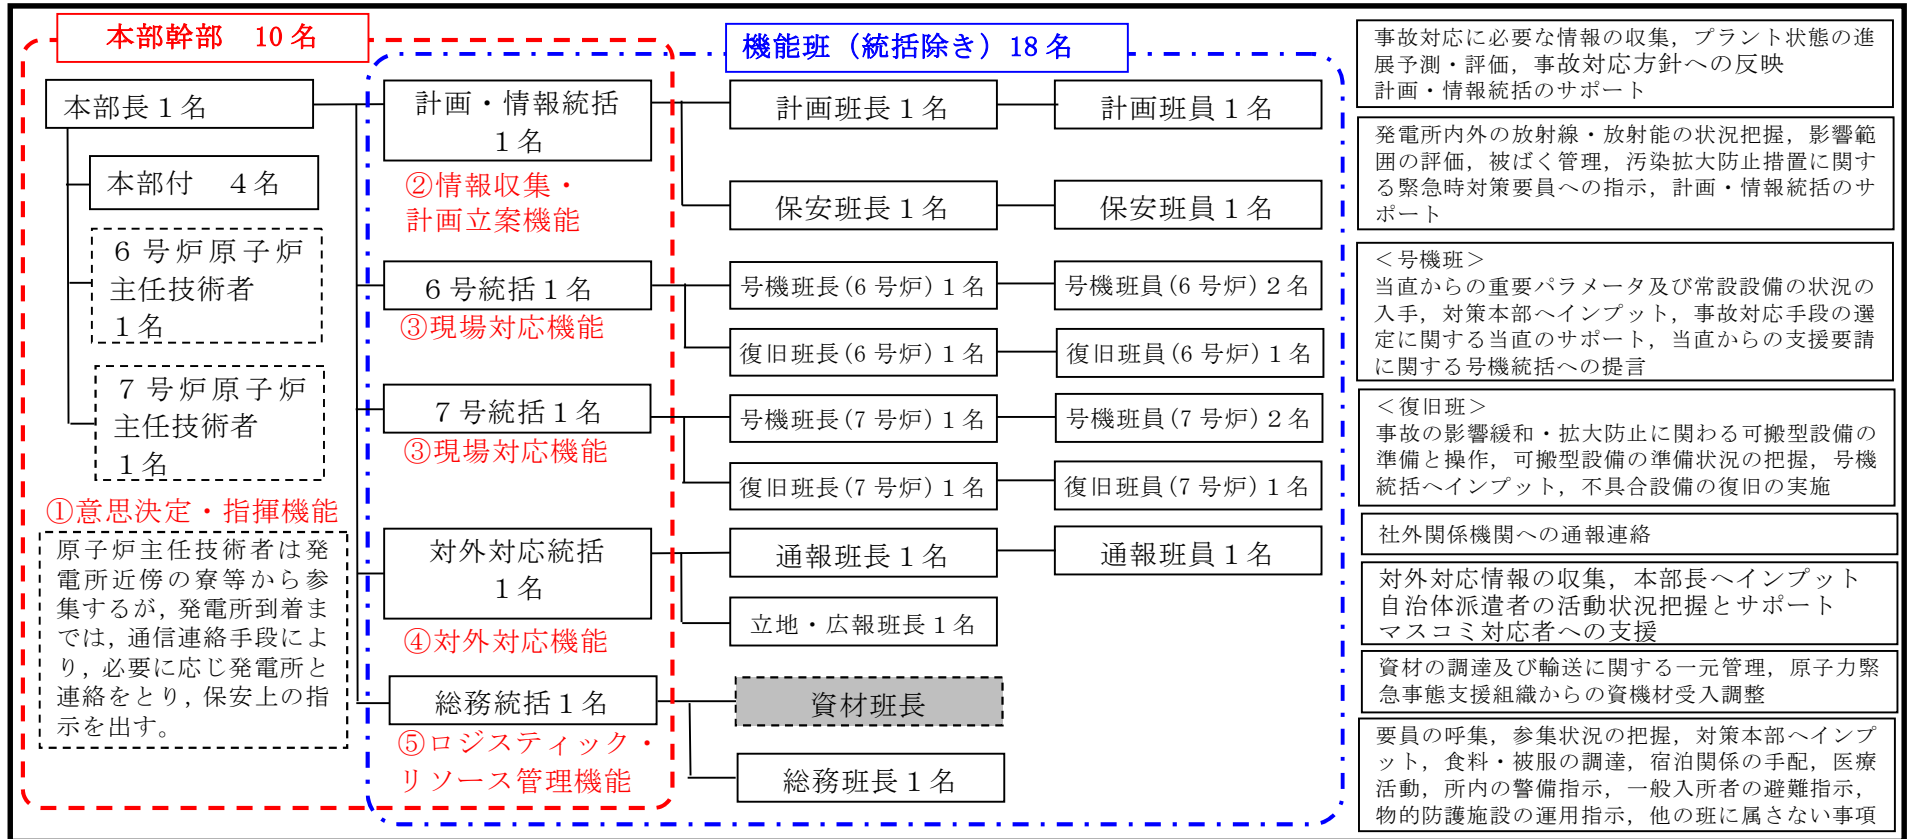 本部幹部　10名
機能班（統括除き）18名
本部長１名
本部付　４名
６号炉原子炉
主任技術者
１名
７号炉原子炉
主任技術者
１名
①意思決定・指揮機能
原子炉主任技術者は発
電所近傍の寮等から参
集するが，発電所到着ま
では，通信連絡手段によ
り，必要に応じ発電所と
連絡をとり，保安上の指
示を出す。
計画・情報統括
１名
②情報収集・
計画立案機能
６号統括１名
③現場対応機能
７号統括１名
③現場対応機能
対外対応統括
１名
④対外対応機能
総務統括１名
⑤ロジスティック・
リソース管理機能
計画班長１名
計画班員１名
保安班長１名
保安班員１名
号機班長(６号炉)１名
号機班員(６号炉)２名
復旧班長(６号炉)１名
復旧班員(６号炉)１名
号機班長(７号炉)１名
号機班員(７号炉)２名
復旧班長(７号炉)１名
復旧班員(７号炉)１名
通報班長１名
通報班員１名
立地・広報班長１名
資材班長
総務班長１名
事故対応に必要な情報の収集，プラント状態の進
展予測・評価，事故対応方針への反映
計画・情報統括のサポート
発電所内外の放射線・放射能の状況把握，影響範
囲の評価，被ばく管理，汚染拡大防止措置に関す
る緊急時対策要員への指示，計画・情報統括のサ
ポート
＜号機班＞
当直からの重要パラメータ及び常設設備の状況の
入手，対策本部へインプット，事故対応手段の選
定に関する当直のサポート，当直からの支援要請
に関する号機統括への提言
＜復旧班＞
事故の影響緩和・拡大防止に関わる可搬型設備の
準備と操作，可搬型設備の準備状況の把握，号機
統括へインプット，不具合設備の復旧の実施
社外関係機関への通報連絡
対外対応情報の収集，本部長へインプット
自治体派遣者の活動状況把握とサポート
マスコミ対応者への支援
資材の調達及び輸送に関する一元管理，原子力緊
急事態支援組織からの資機材受入調整
要員の呼集，参集状況の把握，対策本部へインプ
ット，食料・被服の調達，宿泊関係の手配，医療
活動，所内の警備指示，一般入所者の避難指示，
物的防護施設の運用指示，他の班に属さない事項